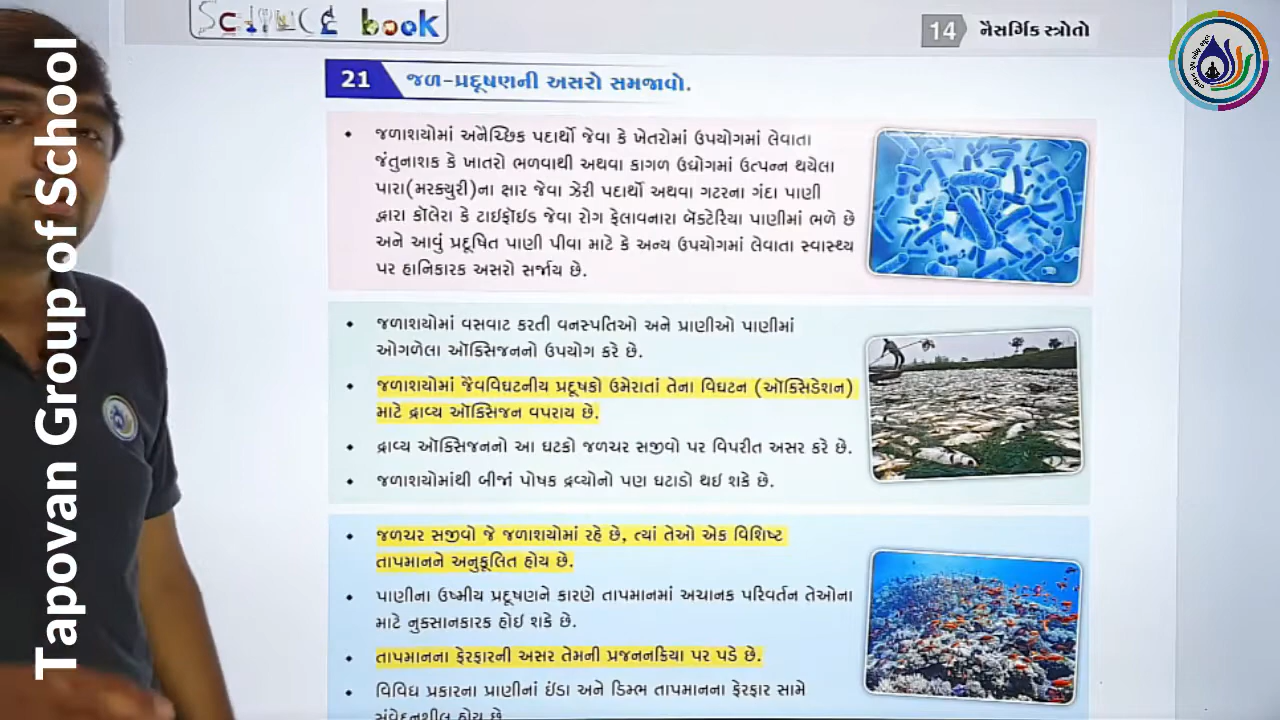 SCIENCE book
14 નૈસર્ગિક સ્ત્રોતો
21 જળ-પ્રદૂષણની અસરો સમજાવો.
• જળાશયોમાં અનૈચ્છિક પદાર્થો જેવા કે ખેતરોમાં ઉપયોગમાં લેવાતા
જંતુનાશક કે ખાતરો ભળવાથી અથવા કાગળ ઉદ્યોગમાં ઉત્પન્ન થયેલા
પારા(મરક્યુરી)ના ક્ષાર જેવા ઝેરી પદાર્થો અથવા ગટરના ગંદા પાણી
દ્વારા કૉલેરા કે ટાઇફૉઇડ જેવા રોગ ફેલાવનારા બૅક્ટેરિયા પાણીમાં ભળે છે
અને આવું પ્રદૂષિત પાણી પીવા માટે કે અન્ય ઉપયોગમાં લેવાતા સ્વાસ્થ્ય
પર હાનિકારક અસરો સર્જાય છે.
• જળાશયોમાં વસવાટ કરતી વનસ્પતિઓ અને પ્રાણીઓ પાણીમાં
ઓગળેલા ઑક્સિજનનો ઉપયોગ કરે છે.
• જળાશયોમાં જૈવવિઘટનીય પ્રદૂષકો ઉમેરાતાં તેના વિઘટન (ઑક્સિડેશન)
માટે દ્રાવ્ય ઑક્સિજન વપરાય છે.
• દ્રાવ્ય ઑક્સિજનનો આ ઘટકો જળચર સજીવો પર વિપરીત અસર કરે છે.
• જળાશયોમાંથી બીજાં પોષક દ્રવ્યોનો પણ ઘટાડો થઈ શકે છે.
• જળચર સજીવો જે જળાશયોમાં રહે છે, ત્યાં તેઓ એક વિશિષ્ટ
તાપમાનને અનુકૂલિત હોય છે.
• પાણીના ઉષ્મીય પ્રદૂષણને કારણે તાપમાનમાં અચાનક પરિવર્તન તેઓના
માટે નુક્સાનકારક હોઈ શકે છે.
• તાપમાનના ફેરફારની અસર તેમની પ્રજનનક્રિયા પર પડે છે.
• વિવિધ પ્રકારના પ્રાણીનાં ઈંડા અને ડિમ્ભ તાપમાનના ફેરફાર સામે
સંવેદનશીલ હોય છે
Tapovan Group of School